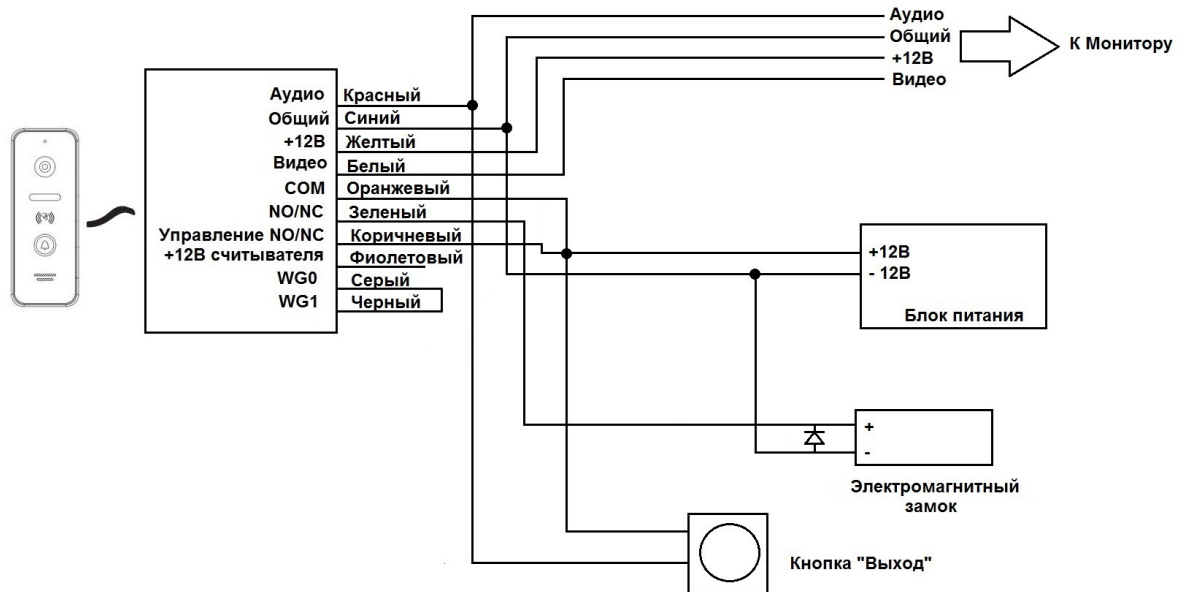 Аудио
Общий
+12В
Видео
К Монитору
Аудио Красный
Общий Синий
+12В Желтый
Видео Белый
COM Оранжевый
NO/NC Зеленый
Управление NO/NC Коричневый
+12В считывателя Фиолетовый
WG0 Серый
WG1 Черный
+12В
- 12В
Блок питания
+
-
Электромагнитный
замок
Кнопка "Выход"